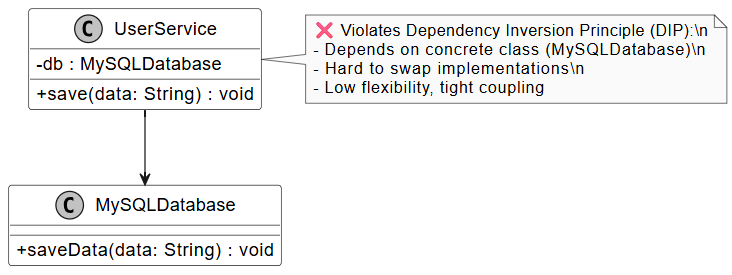 C UserService
-db : MySQLDatabase
+save(data: String) : void
❌ Violates Dependency Inversion Principle (DIP):\n
- Depends on concrete class (MySQLDatabase)\n
- Hard to swap implementations\n
- Low flexibility, tight coupling
C MySQLDatabase
+saveData(data: String) : void